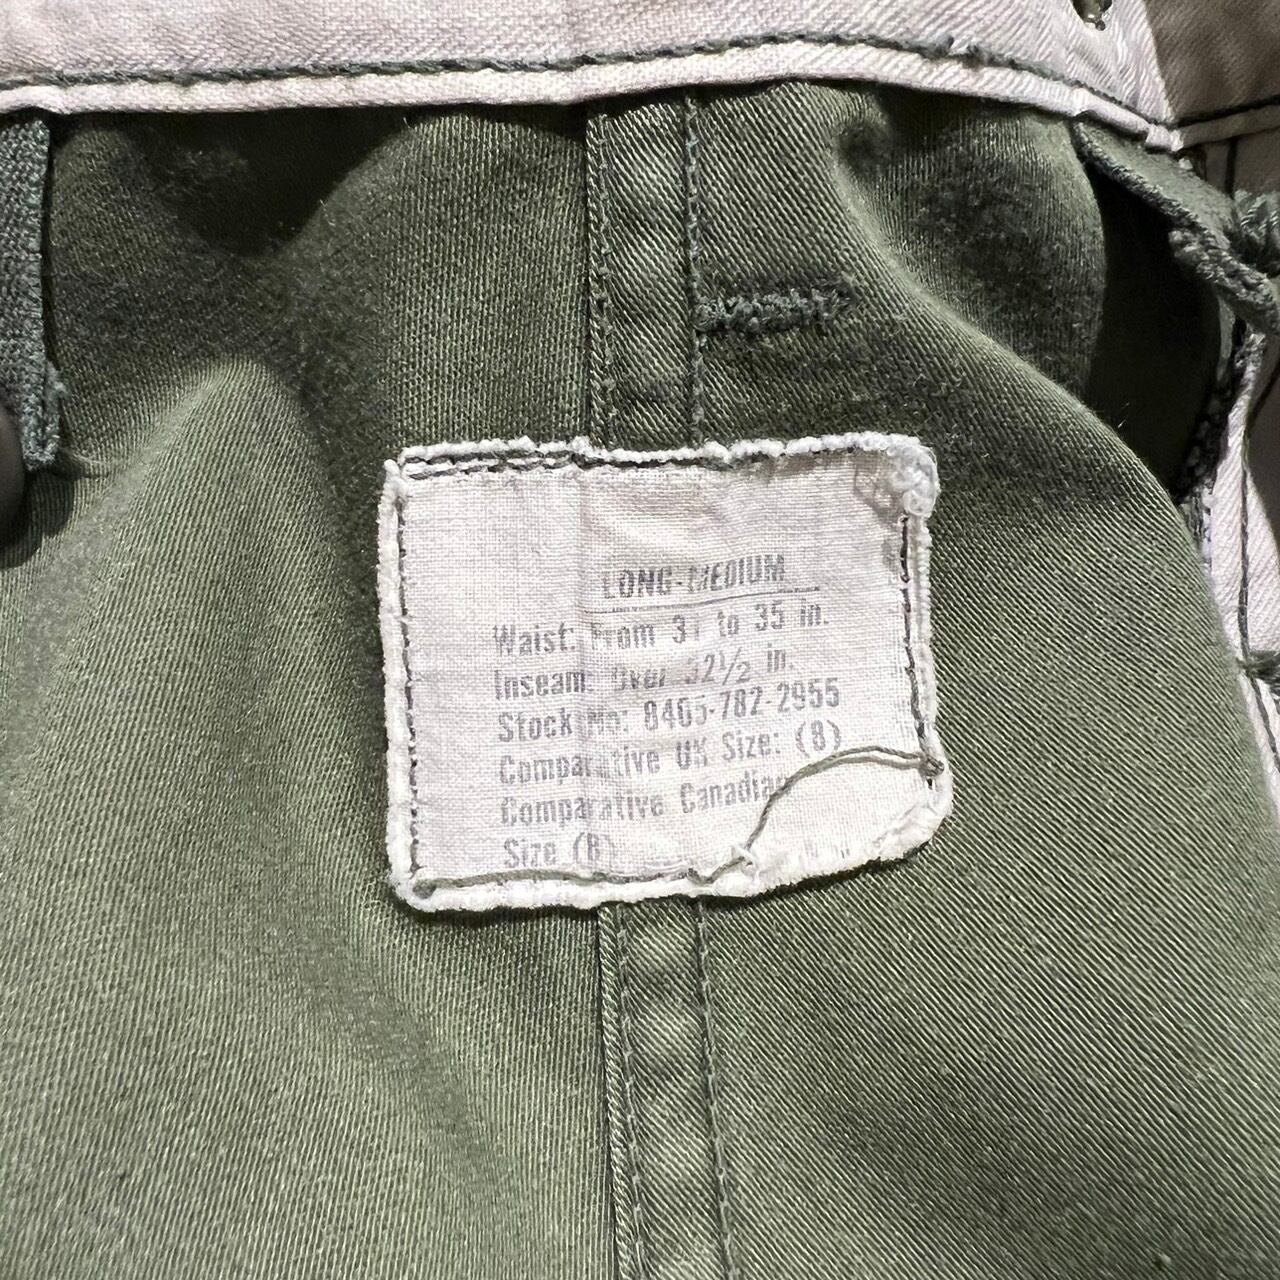 LONG-MEDIUM
Waist: From 31 to 35 in.
Inseam: Over 32½ in.
Stock No: 8405-782-2955
Comparative UK Size: (8)
Comparative Canadian
Size (8)